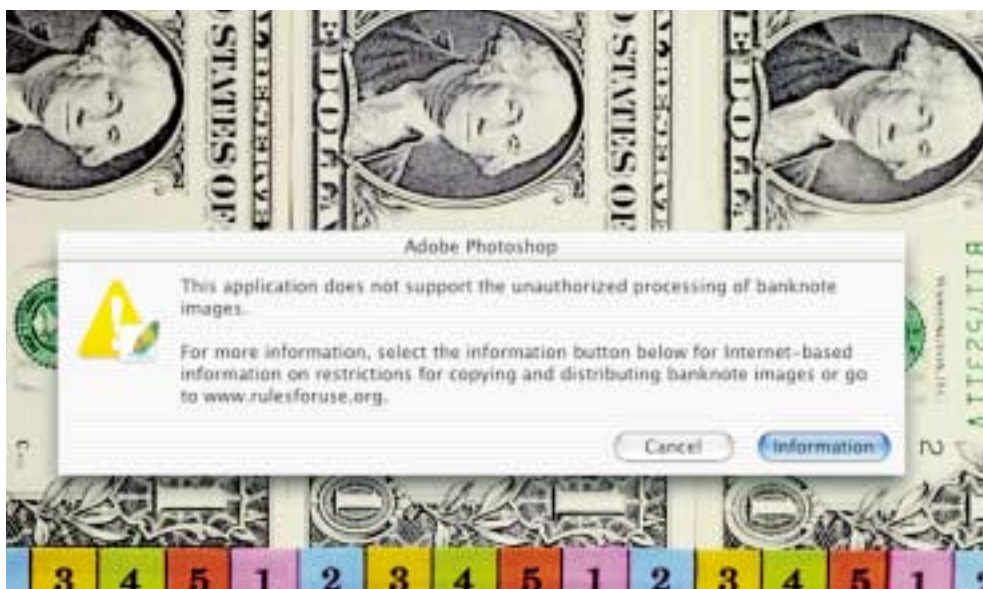 STATES OF
STATES OF
Adobe Photoshop
This application does not support the unauthorized processing of banknote
images.
For more information, select the information button below for Internet-based
information on restrictions for copying and distributing banknote images or go
to www.rulesforuse.org.
Cancel
Information
2
3 4 5 1 2 3 4 5 1 2 3 4 5 1